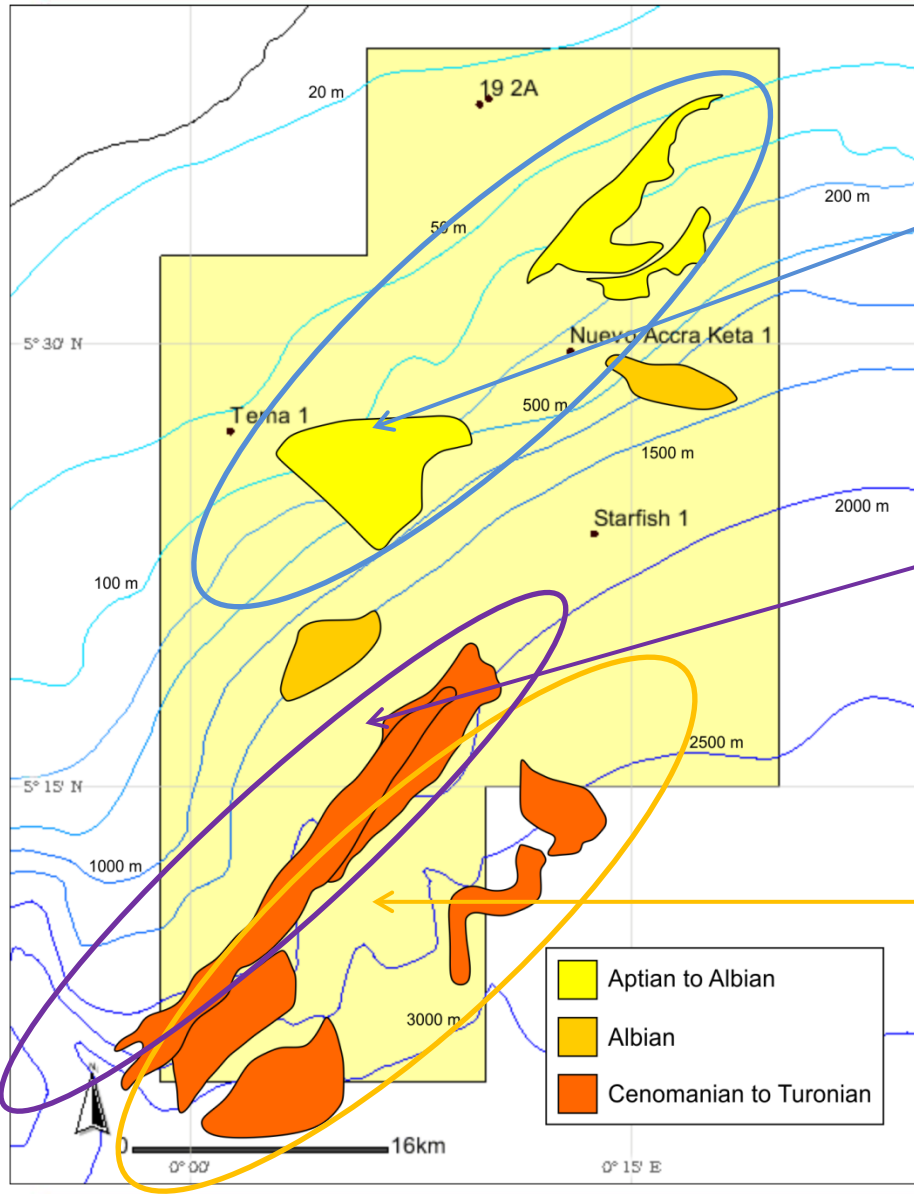 19 2A
20 m
200 m
50 m
Nuevo Accra Keta 1
5° 30' N
500 m
Tema 1
1500 m
2000 m
Starfish 1
100 m
2500 m
5° 15' N
1000 m
Aptian to Albian
3000 m
Albian
Cenomanian to Turonian
N
0 16km
0° 00' 0° 15' E